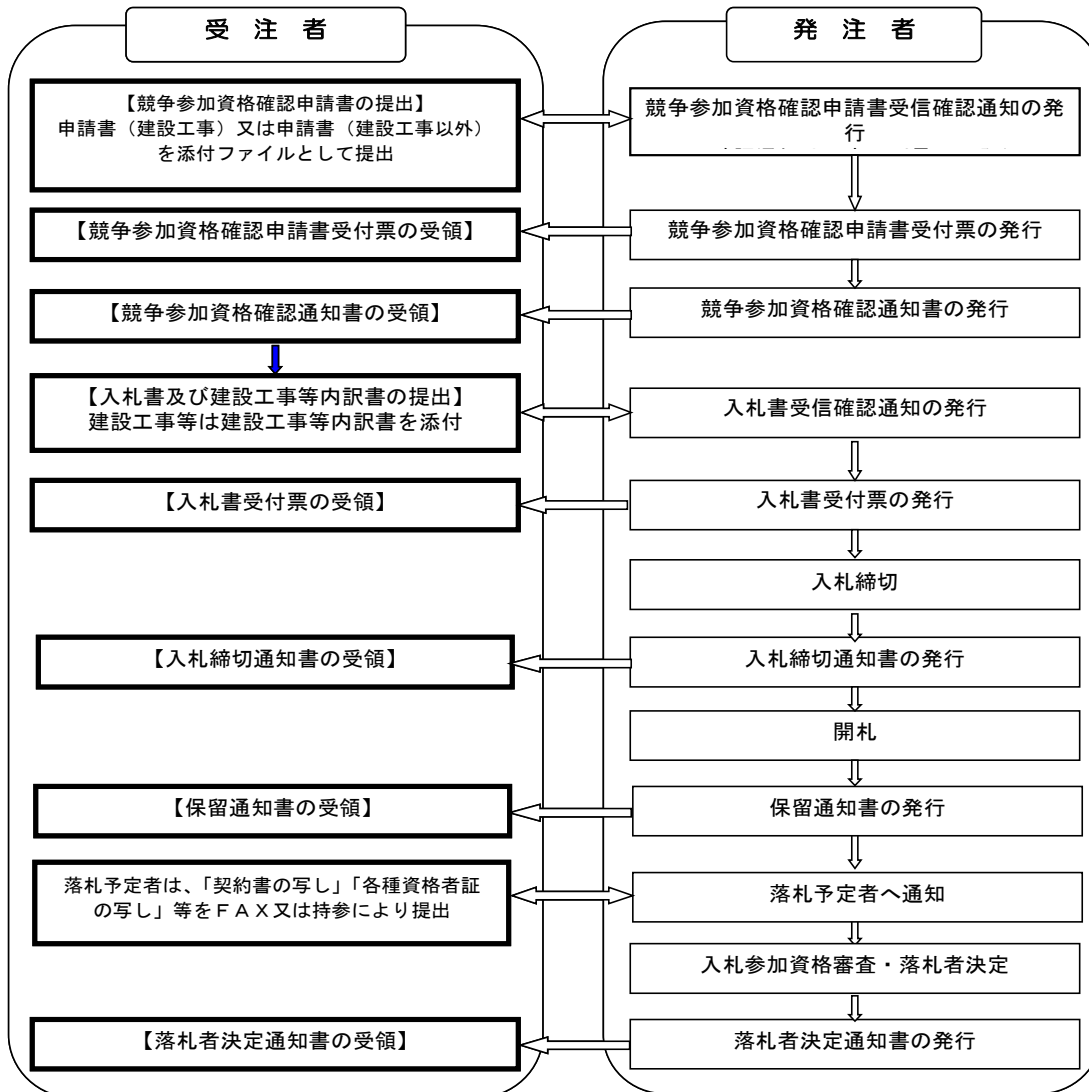 受 注 者
発 注 者
【競争参加資格確認申請書の提出】
申請書（建設工事）又は申請書（建設工事以外）
を添付ファイルとして提出
競争参加資格確認申請書受信確認通知の発
行
【競争参加資格確認申請書受付票の受領】
競争参加資格確認申請書受付票の発行
【競争参加資格確認通知書の受領】
競争参加資格確認通知書の発行
【入札書及び建設工事等内訳書の提出】
建設工事等は建設工事等内訳書を添付
入札書受信確認通知の発行
【入札書受付票の受領】
入札書受付票の発行
入札締切
【入札締切通知書の受領】
入札締切通知書の発行
開札
【保留通知書の受領】
保留通知書の発行
落札予定者は、「契約書の写し」「各種資格者証
の写し」等をＦＡＸ又は持参により提出
落札予定者へ通知
入札参加資格審査・落札者決定
【落札者決定通知書の受領】
落札者決定通知書の発行